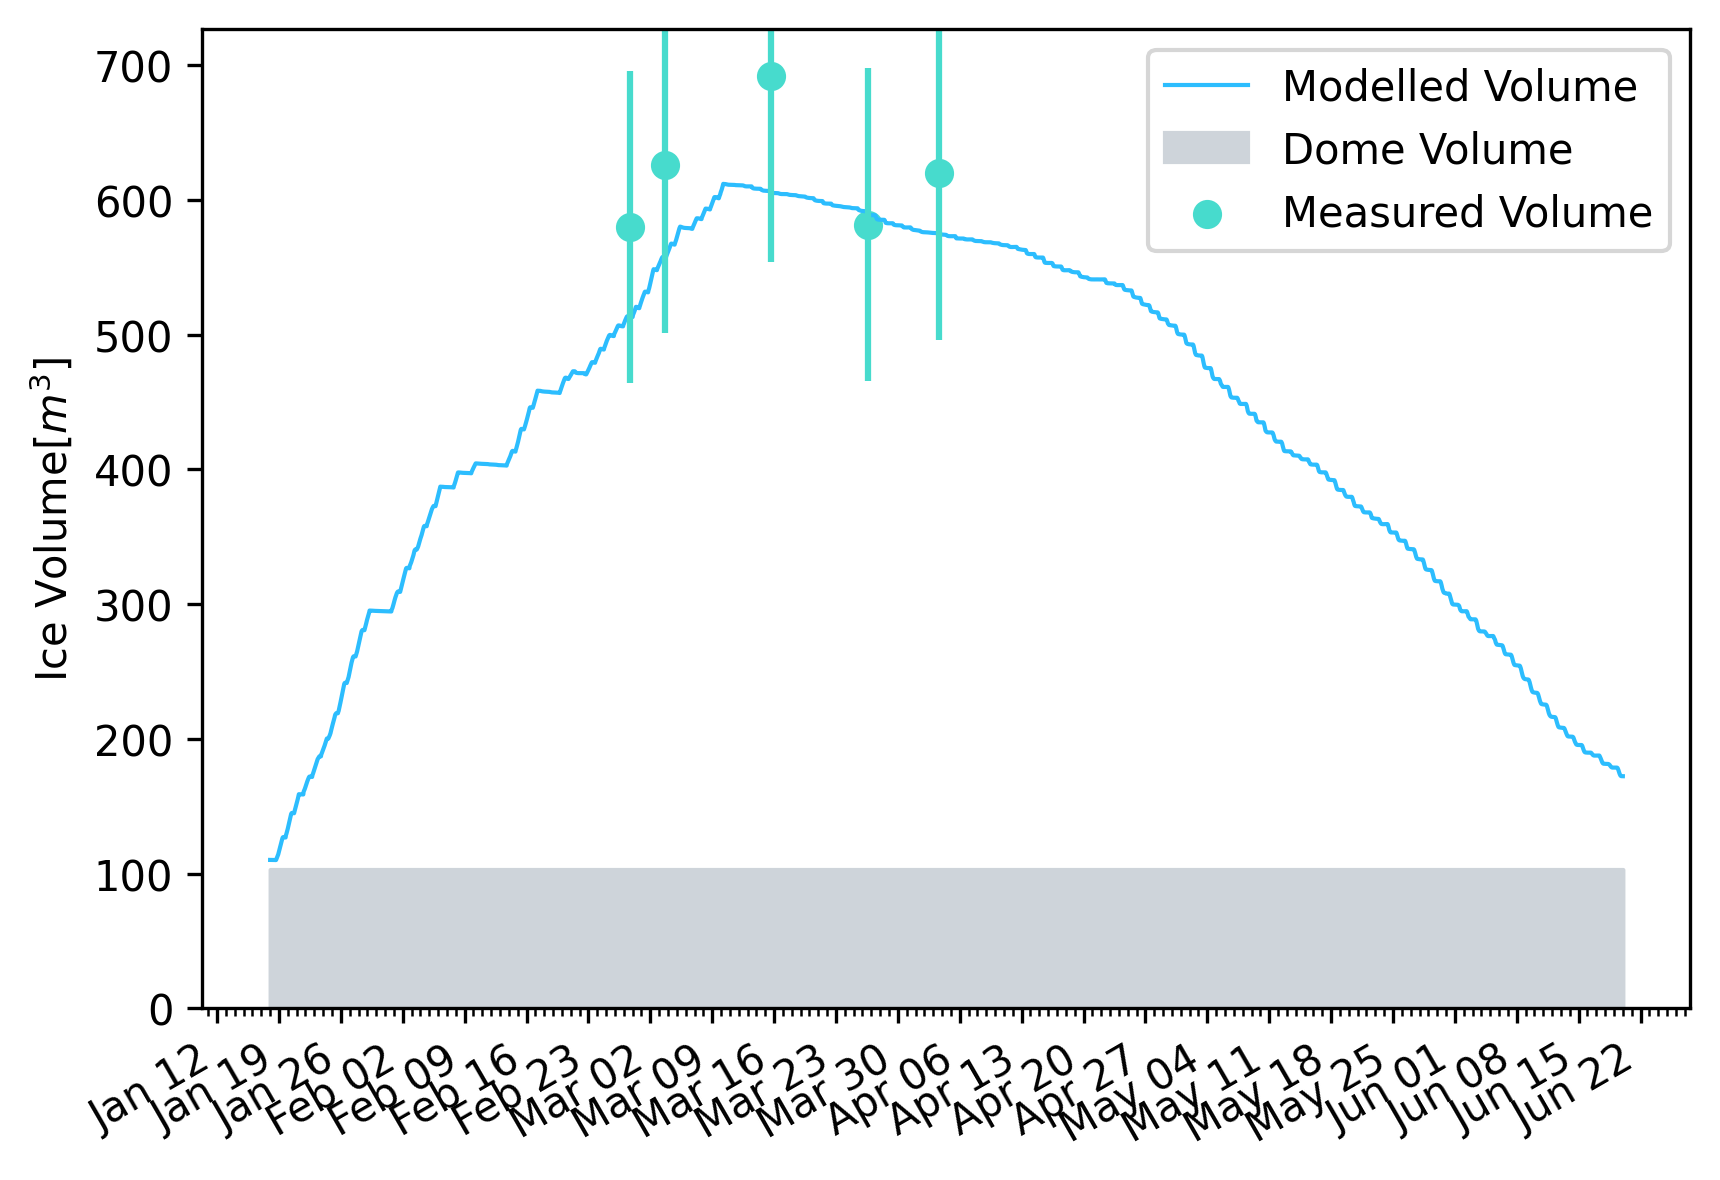 700
600
500
400
300
200
100
0
Ice Volume[m³]
Modelled Volume
Dome Volume
Measured Volume
Jan 12
Jan 19
Jan 26
Feb 02
Feb 09
Feb 16
Feb 23
Mar 02
Mar 09
Mar 16
Mar 23
Mar 30
Apr 06
Apr 13
Apr 20
Apr 27
May 04
May 11
May 18
May 25
Jun 01
Jun 08
Jun 15
Jun 22